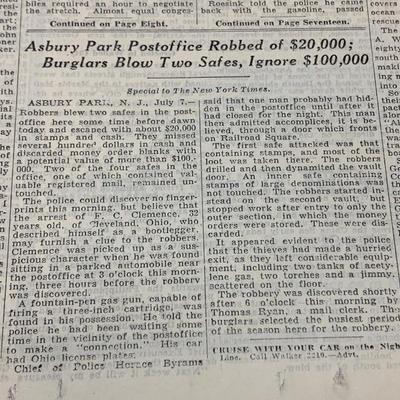 biles required an hour to negotiate
the stretch. Almost equal conges-
Continued on Page Eight.
Roselink told the police he came
back with the gasoline, passed
Continued on Page Seventeen.
Asbury Park Postoffice Robbed of $20,000;
Burglars Blow Two Safes, Ignore $100,000
Special to The New York Times.
ASBURY PARK, N. J., July 7.—
Robbers blew two safes in the post-
office here some time before dawn
today and escaped with about $20,000
in stamps and cash. They missed
several hundred dollars in cash and
discarded money order blanks with
a potential value of more than $100,-
000. Two of the four safes in the
office, one of which contained val-
uable registered mail, remained un-
touched.
The police could discover no finger-
prints this morning, but believe that
the arrest of F. C. Clemence, 32
years old, of Cleveland, Ohio, who
described himself as a bootlegger,
may furnish a clue to the robbers.
Clemence was picked up as a sus-
picious character when he was found
sitting in a parked automobile near
the postoffice at 3 o'clock this morn-
ing, three hours before the robbery
was discovered.
A fountain-pen gas gun, capable of
firing a three-inch cartridge, was
found in his possession. He told the
police he had been waiting some
time in the vicinity of the postoffice
to make a "connection." His car
had Ohio license plates.
Chief of Police Horace Byrams
said that one man probably had hid-
den in the postoffice until after it
had closed for the night. This man
then admitted accomplices, it is be-
lieved, through a door which fronts
on Railroad Square.
The first safe attacked was that
containing stamps, and most of the
loot was taken there. The robbers
drilled and then dynamited the vault
door. An inner safe containing
stamps of large denominations was
not touched. The robbers started in-
stead on the second vault, but
stopped work after entry to only the
outer section, in which the money
orders were stored. These were dis-
carded.
It appeared evident to the police
that the thieves had made a hurried
exit, as they left considerable equip-
ment, including two tanks of acety-
lene gas, two torches and a jimmy,
scattered on the floor.
The robbery was discovered shortly
after 6 o'clock this morning by
Thomas Ryan, a mail clerk. The
burglars selected the busiest period
of the season here for the robbery.
CRUISE WITH YOUR CAR on the Night
Line. Call Walker 2219.—Advt.